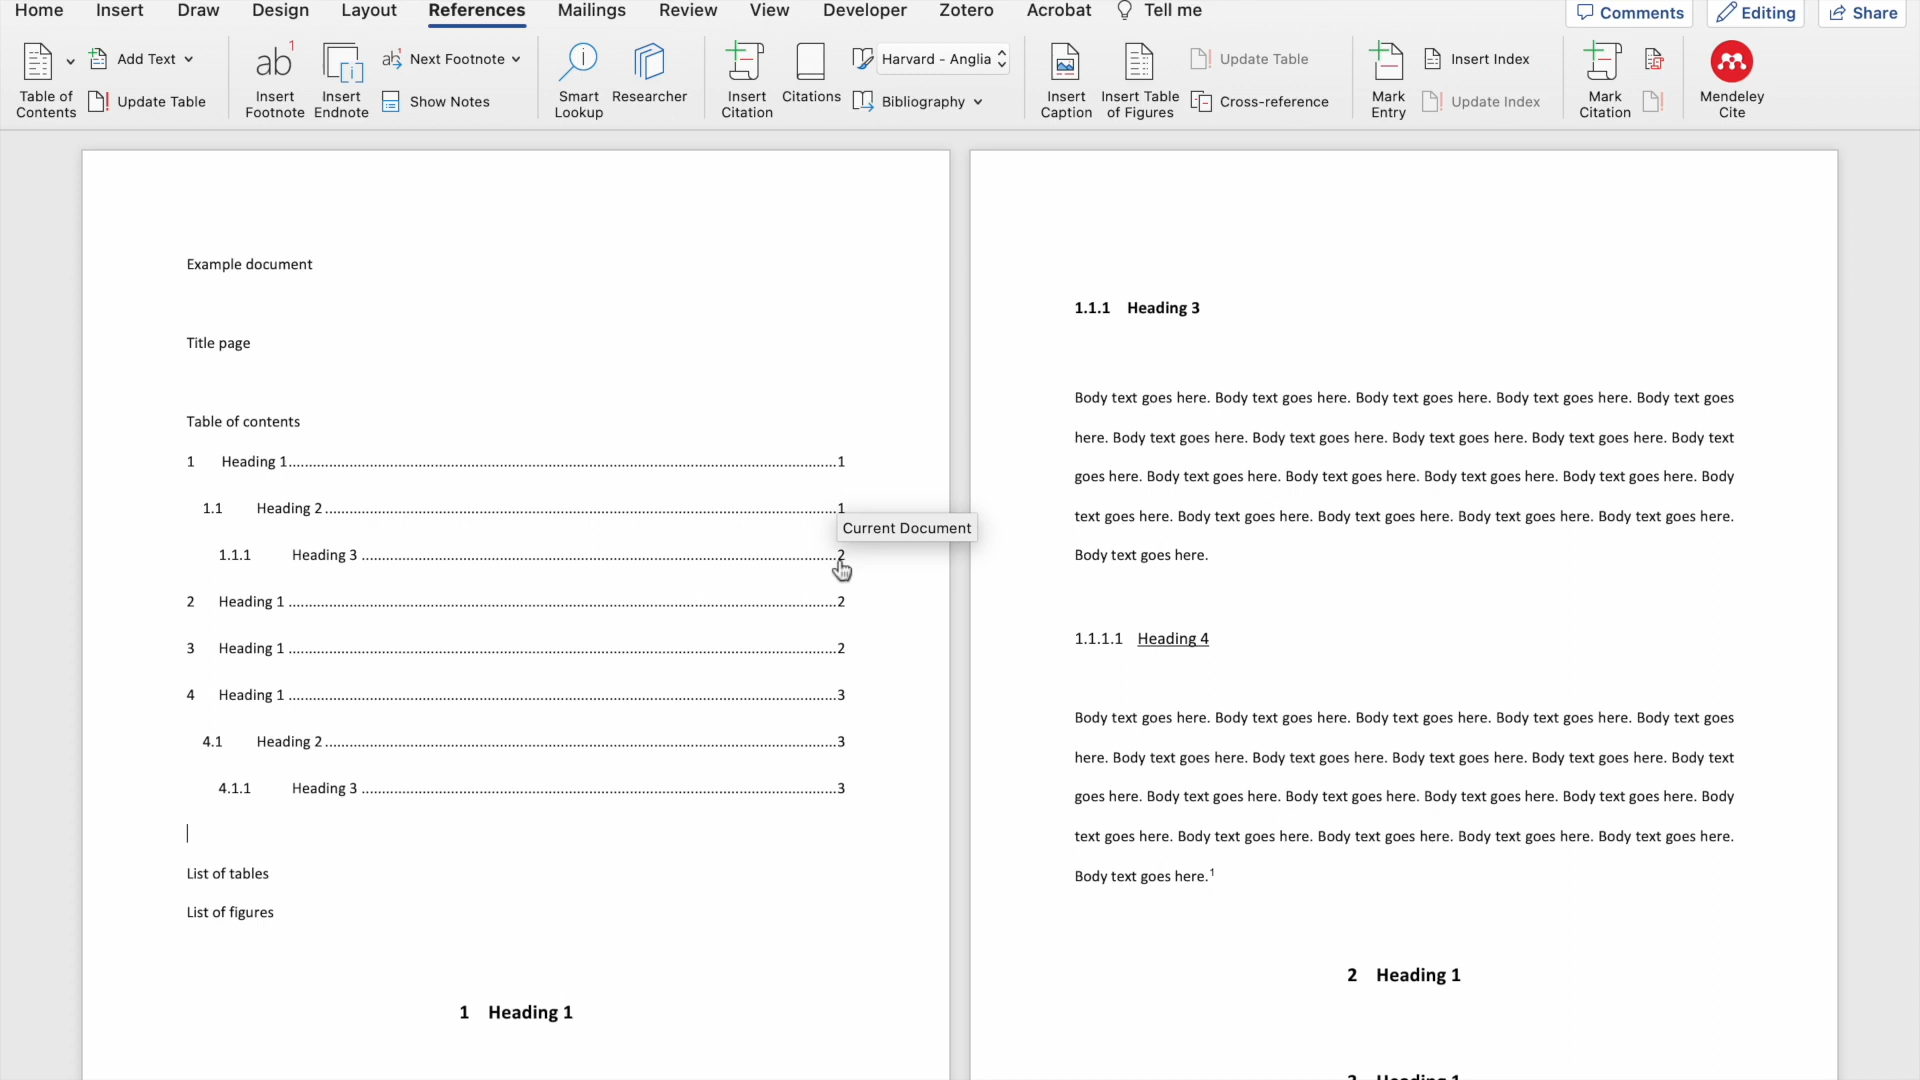 Home Insert Draw Design Layout References Mailings Review View Developer Zotero Acrobat Tell me Comments Editing Share
Add Text Next Footnote Harvard - Anglia Update Table Insert Index
Table of Contents Update Table Insert Footnote Insert Endnote Show Notes Smart Lookup Researcher Insert Citation Citations Bibliography Insert Caption Insert Table of Figures Cross-reference Mark Entry Update Index Mark Citation Mendeley Cite
Example document
Title page
Table of contents
1 Heading 1........1
1.1 Heading 2........1
Current Document
1.1.1 Heading 3........2
2 Heading 1........2
3 Heading 1........2
4 Heading 1........3
4.1 Heading 2........3
4.1.1 Heading 3........3
List of tables
List of figures
1 Heading 1
1.1.1 Heading 3
Body text goes here. Body text goes here. Body text goes here. Body text goes here. Body text goes
here. Body text goes here. Body text goes here. Body text goes here. Body text goes here. Body text
goes here. Body text goes here. Body text goes here. Body text goes here. Body text goes here. Body
text goes here. Body text goes here. Body text goes here. Body text goes here. Body text goes here.
Body text goes here.
1.1.1.1 Heading 4
Body text goes here. Body text goes here. Body text goes here. Body text goes here. Body text goes
here. Body text goes here. Body text goes here. Body text goes here. Body text goes here. Body text
goes here. Body text goes here. Body text goes here. Body text goes here. Body text goes here. Body
text goes here. Body text goes here. Body text goes here. Body text goes here. Body text goes here.
Body text goes here.¹
2 Heading 1
3 Heading 1